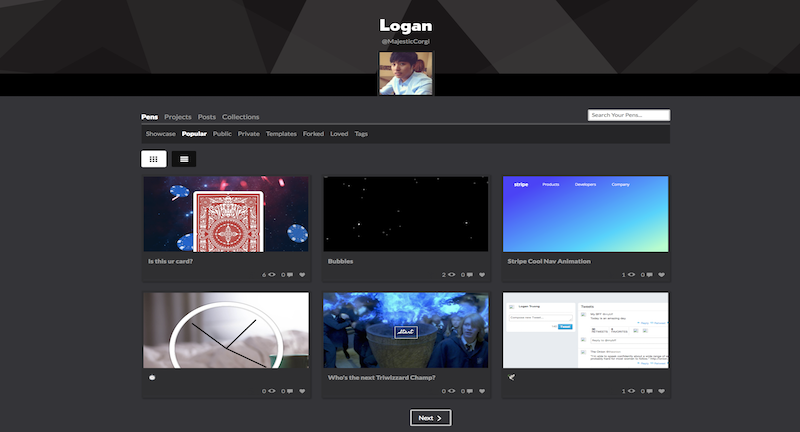 Logan
@MajesticCorgi
Pens Projects Posts Collections
Search Your Pens...
Showcase Popular Public Private Templates Forked Loved Tags
stripe Products Developers Company
Is this ur card?
Bubbles
Stripe Cool Nav Animation
6 0
2 0
1 0
start
Tweets
Tweet
Who's the next Triwizzard Champ?
0 0
0 0
1 0
Next